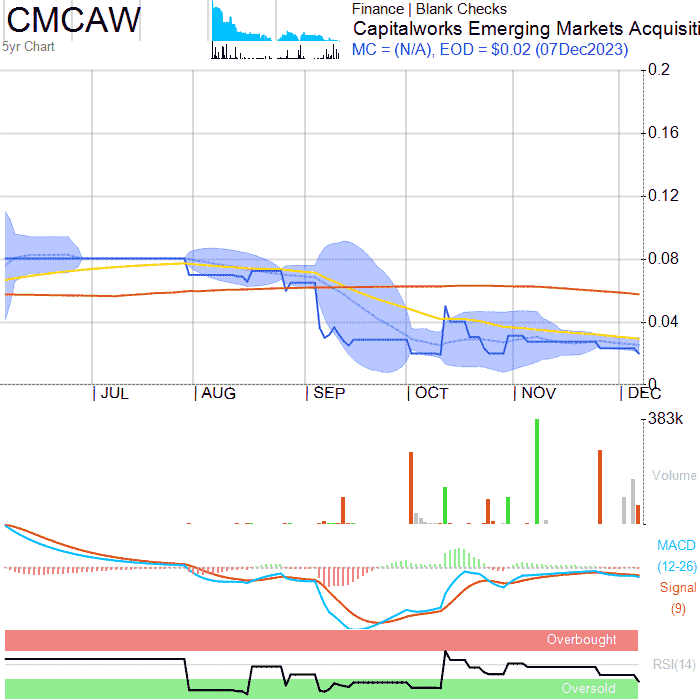 CMCAW
5yr Chart
Finance | Blank Checks
Capitalworks Emerging Markets Acquisiti
MC = (N/A), EOD = $0.02 (07Dec2023)
0.2
0.16
0.12
0.08
0.04
0
JUL AUG SEP OCT NOV DEC
383k
Volume
MACD
(12-26)
Signal
(9)
Overbought
RSI(14)
Oversold